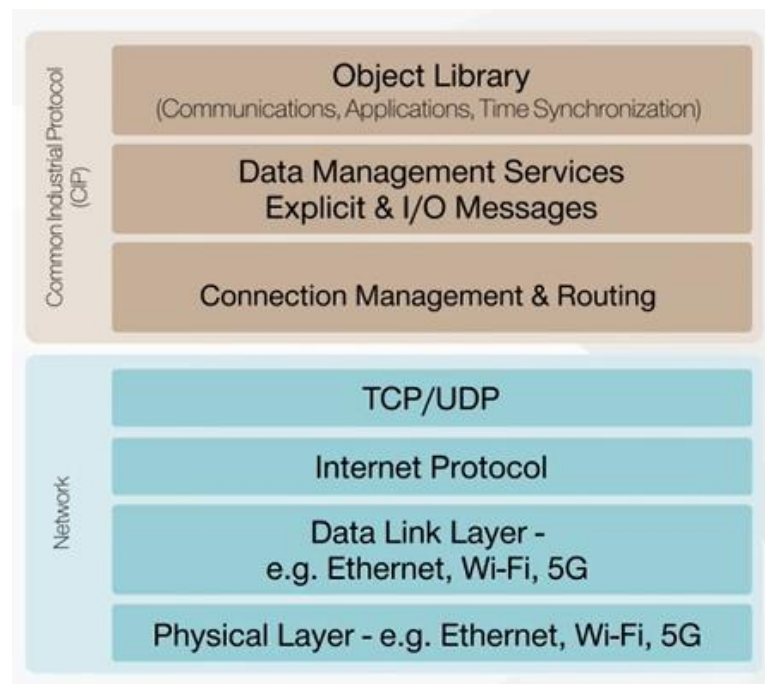 Common Industrial Protocol
(CIP)
Object Library
(Communications, Applications, Time Synchronization)
Data Management Services
Explicit & I/O Messages
Connection Management & Routing
Network
TCP/UDP
Internet Protocol
Data Link Layer -
e.g. Ethernet, Wi-Fi, 5G
Physical Layer - e.g. Ethernet, Wi-Fi, 5G